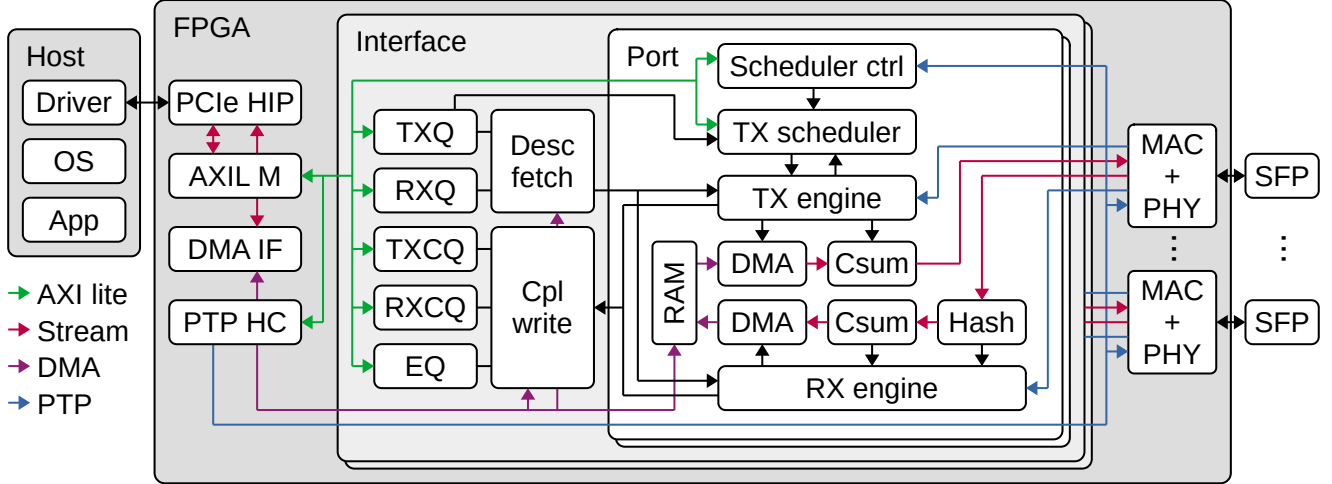 Host
Driver
OS
App
AXI lite
Stream
DMA
PTP
FPGA
PCIe HIP
AXIL M
DMA IF
PTP HC
Interface
TXQ
RXQ
TXCQ
RXCQ
EQ
Desc
fetch
Cpl
write
Port
Scheduler ctrl
TX scheduler
TX engine
RAM
DMA
Csum
DMA
Csum
Hash
RX engine
MAC
+
PHY
SFP
MAC
+
PHY
SFP